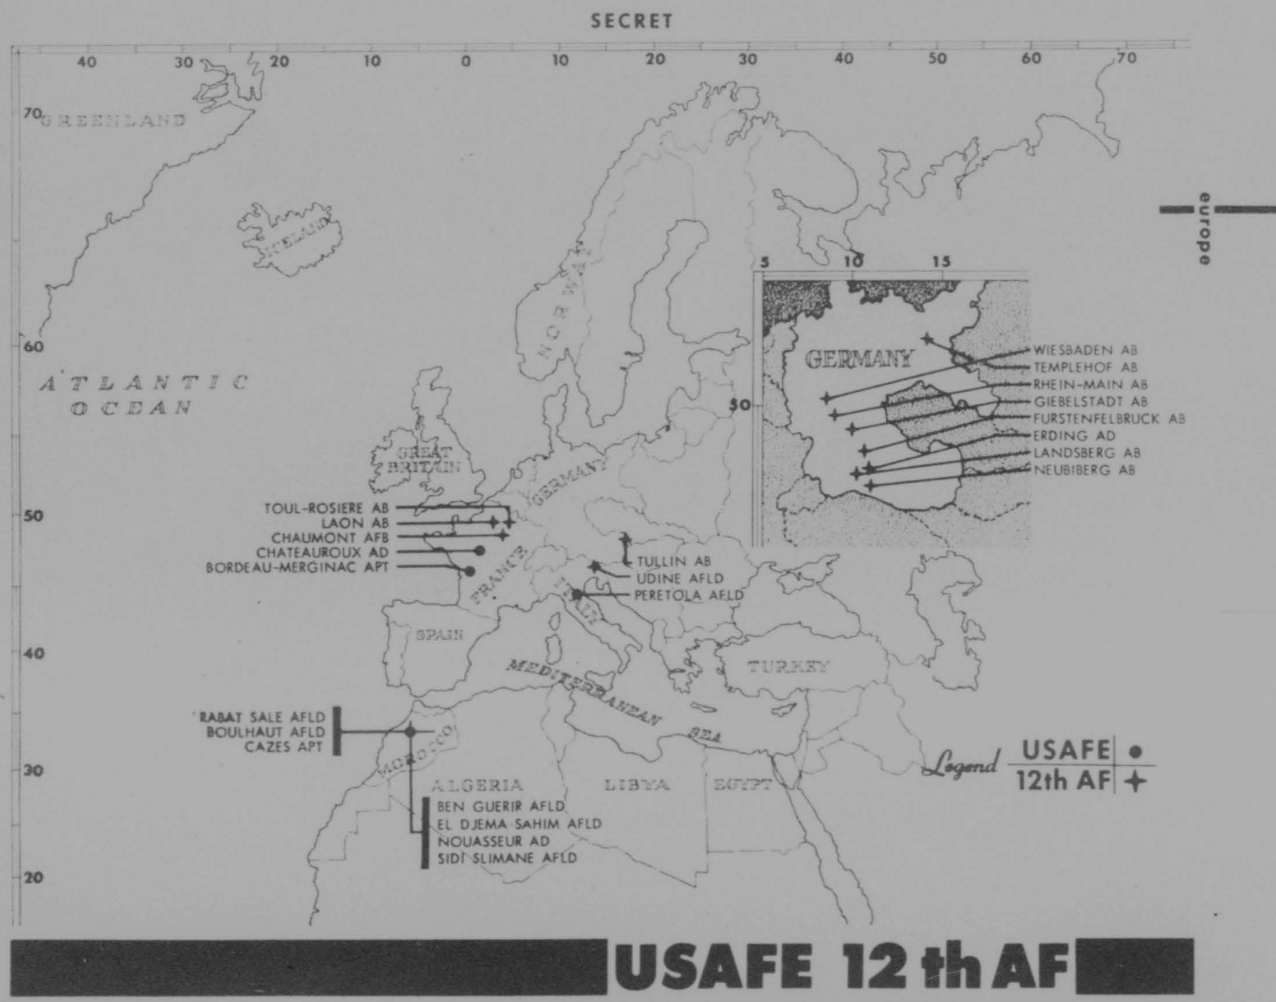 SECRET
40 30 20 10 0 10 20 30 40 50 60 70
70
GREENLAND
europe
ICELAND
NORWAY
5 10 15
60
ATLANTIC
OCEAN
GERMANY
50
WIESBADEN AB
TEMPLEHOF AB
RHEIN-MAIN AB
GIEBELSTADT AB
FURSTENFELBRUCK AB
ERDING AD
LANDSBERG AB
NEUBIBERG AB
GREAT
BRITAIN
GERMANY
50
TOUL-ROSIERE AB
LAON AB
CHAUMONT AFB
CHATEAUROUX AD
BORDEAU-MERGINAC APT
FRANCE
TULLIN AB
UDINE AFLD
PERETOLA AFLD
ITALY
SPAIN
40
TURKEY
MEDITERRANEAN SEA
RABAT SALE AFLD
BOULHAUT AFLD
CAZES APT
MOROCCO
30
ALGERIA
LIBYA
EGYPT
Legend
USAFE
12th AF
BEN GUERIR AFLD
EL DJEMA SAHIM AFLD
NOUASSEUR AD
SIDI SLIMANE AFLD
20
USAFE 12th AF